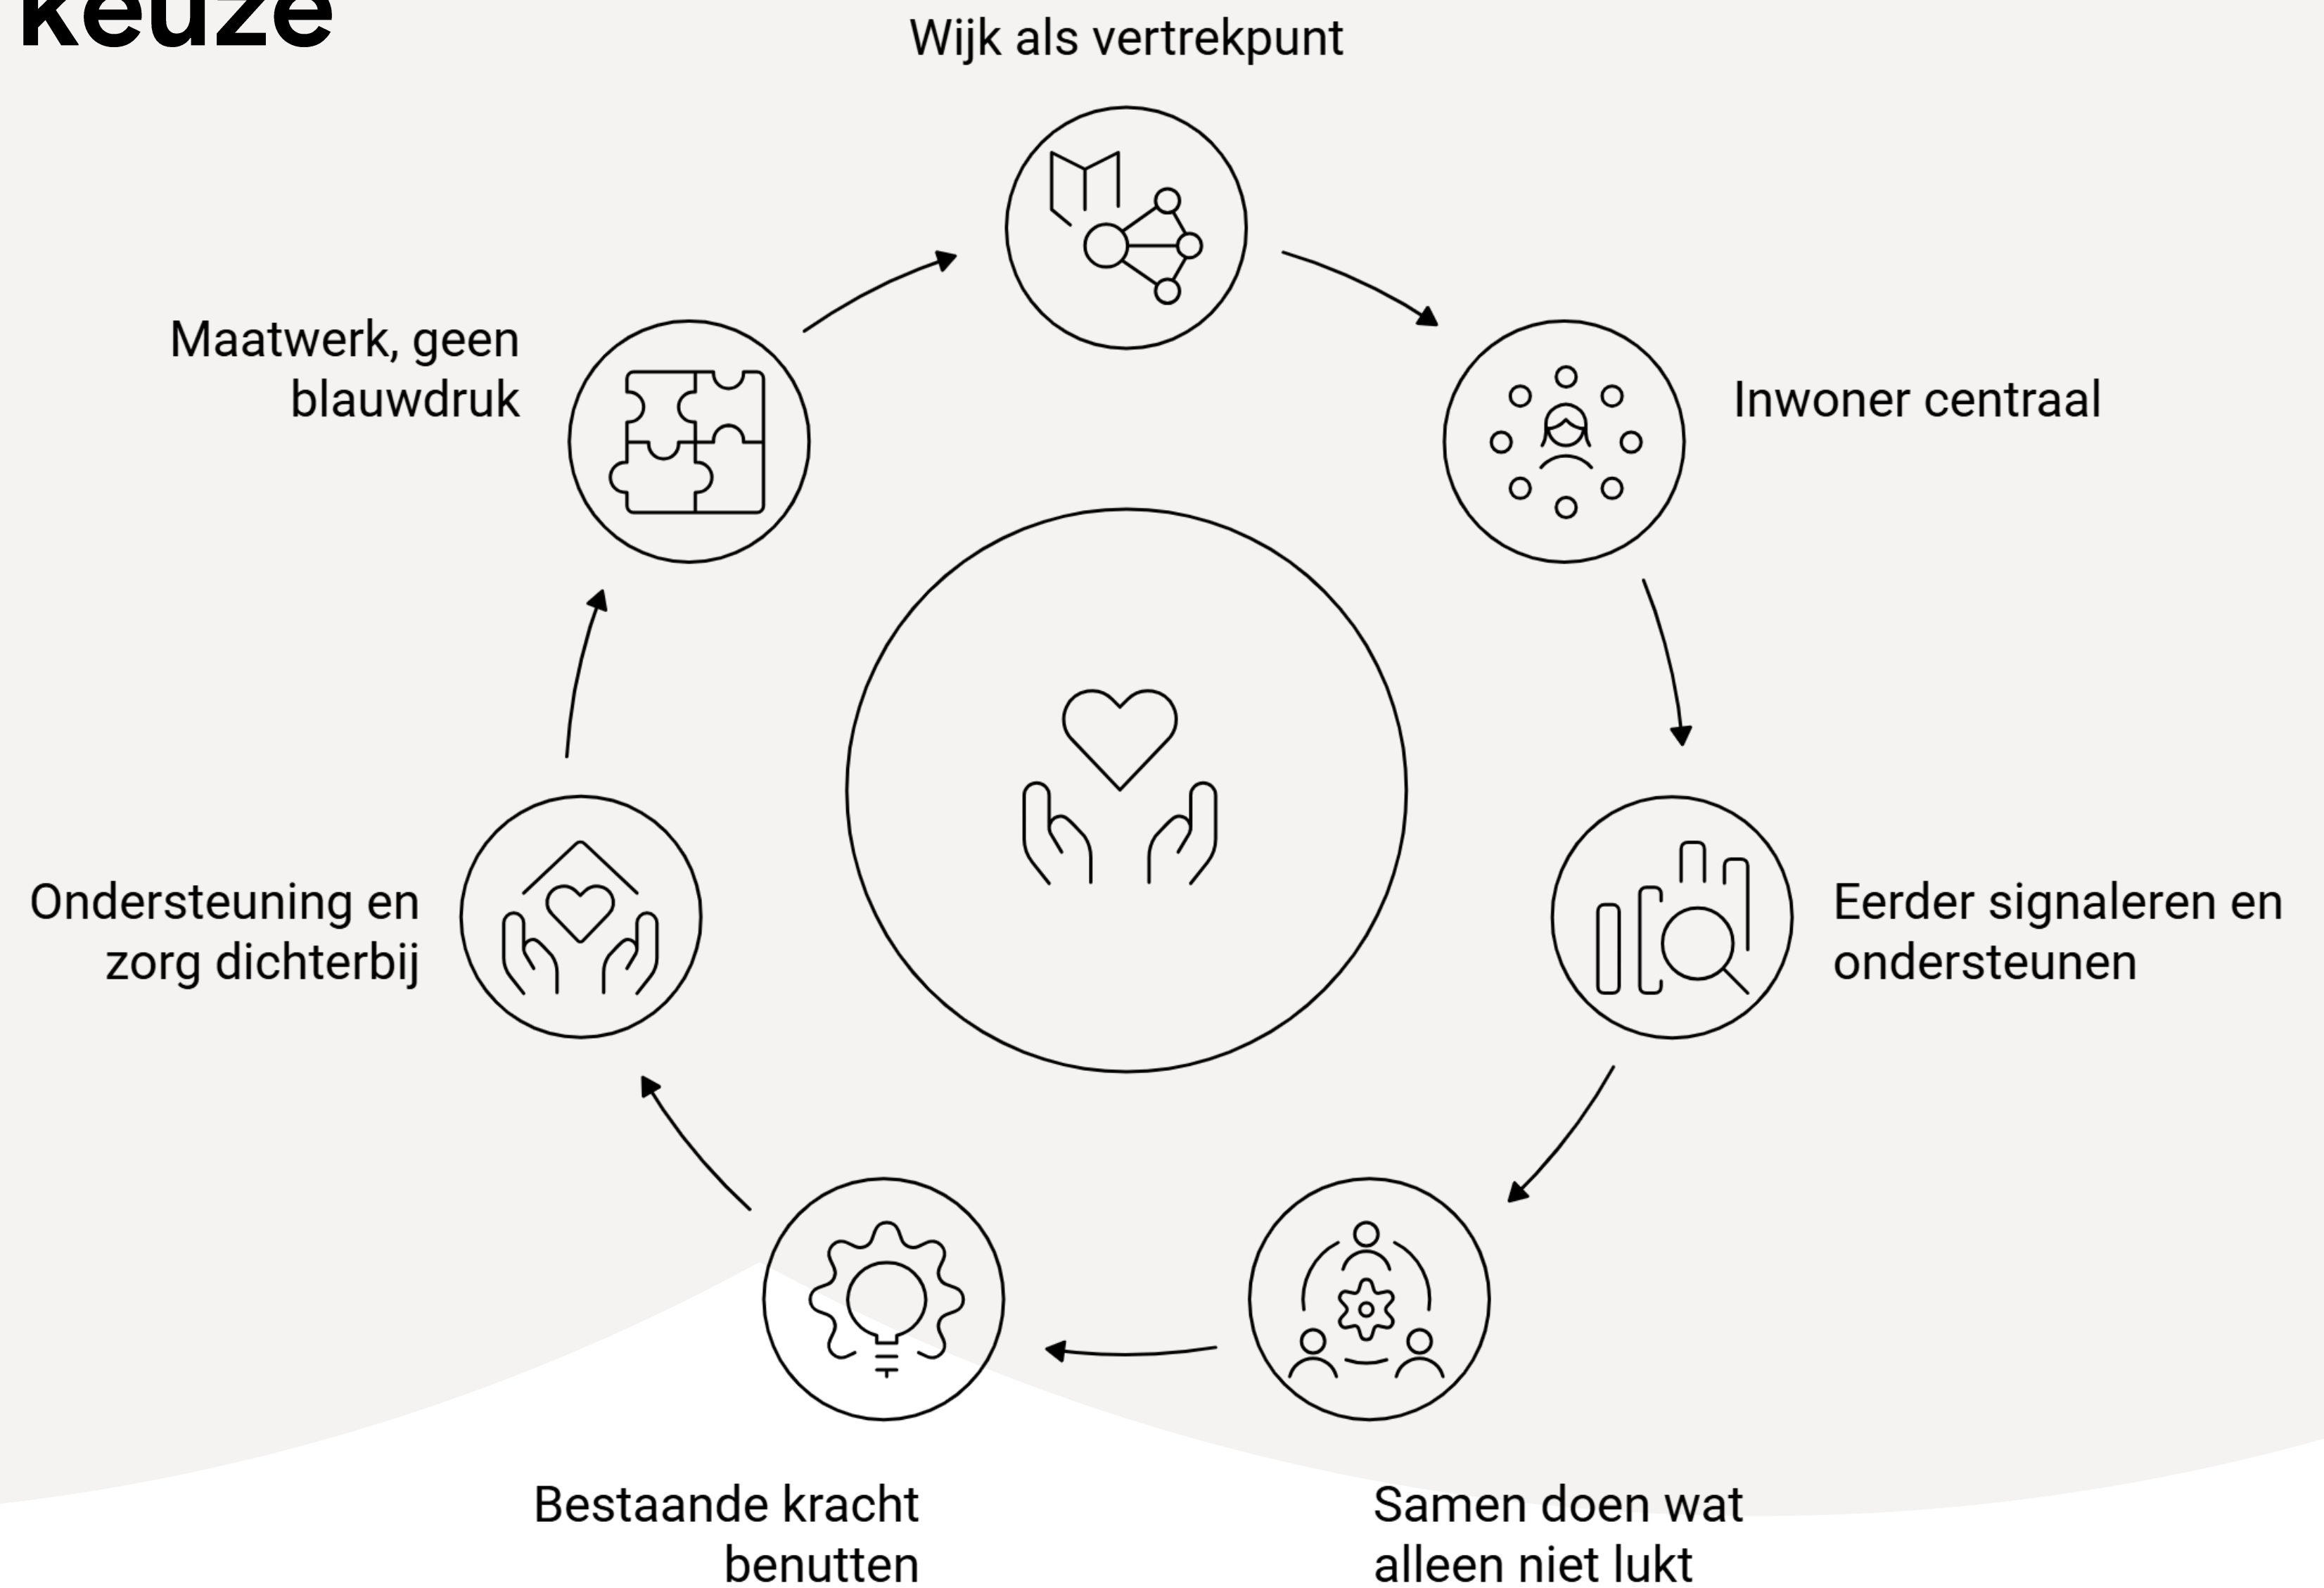 keuze
Wijk als vertrekpunt
Inwoner centraal
Eerder signaleren en
ondersteunen
Samen doen wat
alleen niet lukt
Bestaande kracht
benutten
Ondersteuning en
zorg dichterbij
Maatwerk, geen
blauwdruk